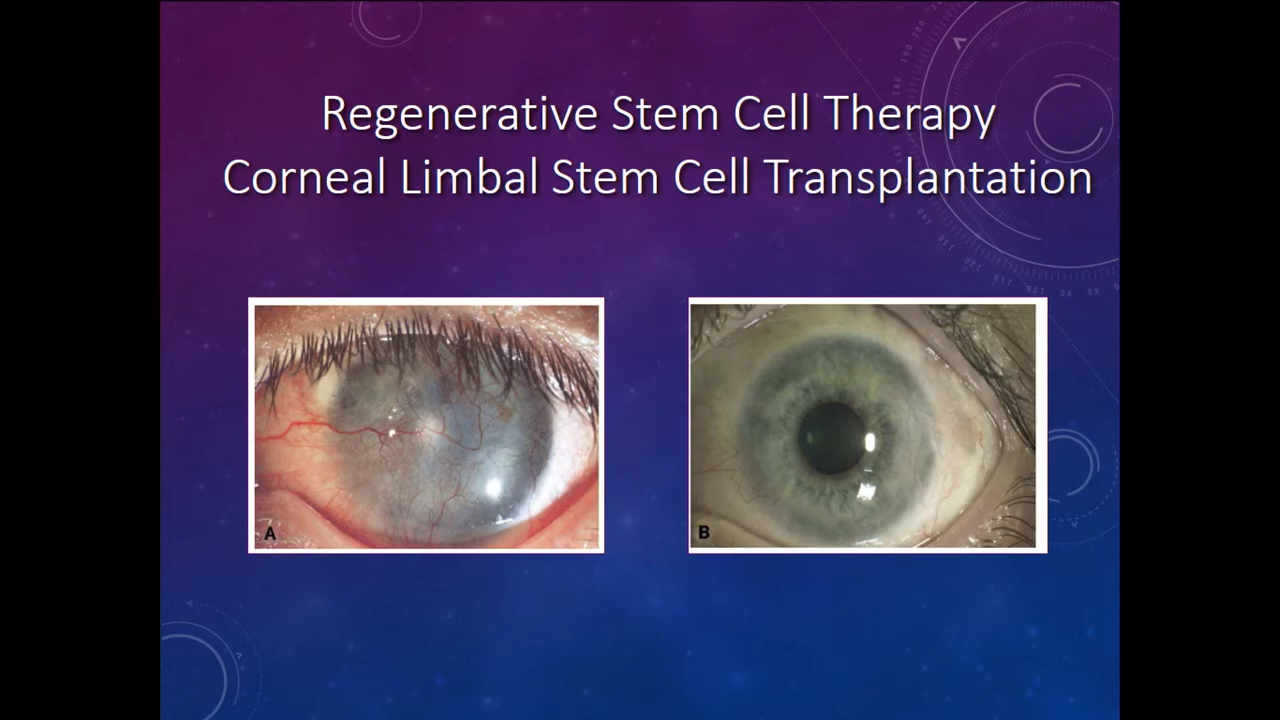 Regenerative Stem Cell Therapy
Corneal Limbal Stem Cell Transplantation
A
B